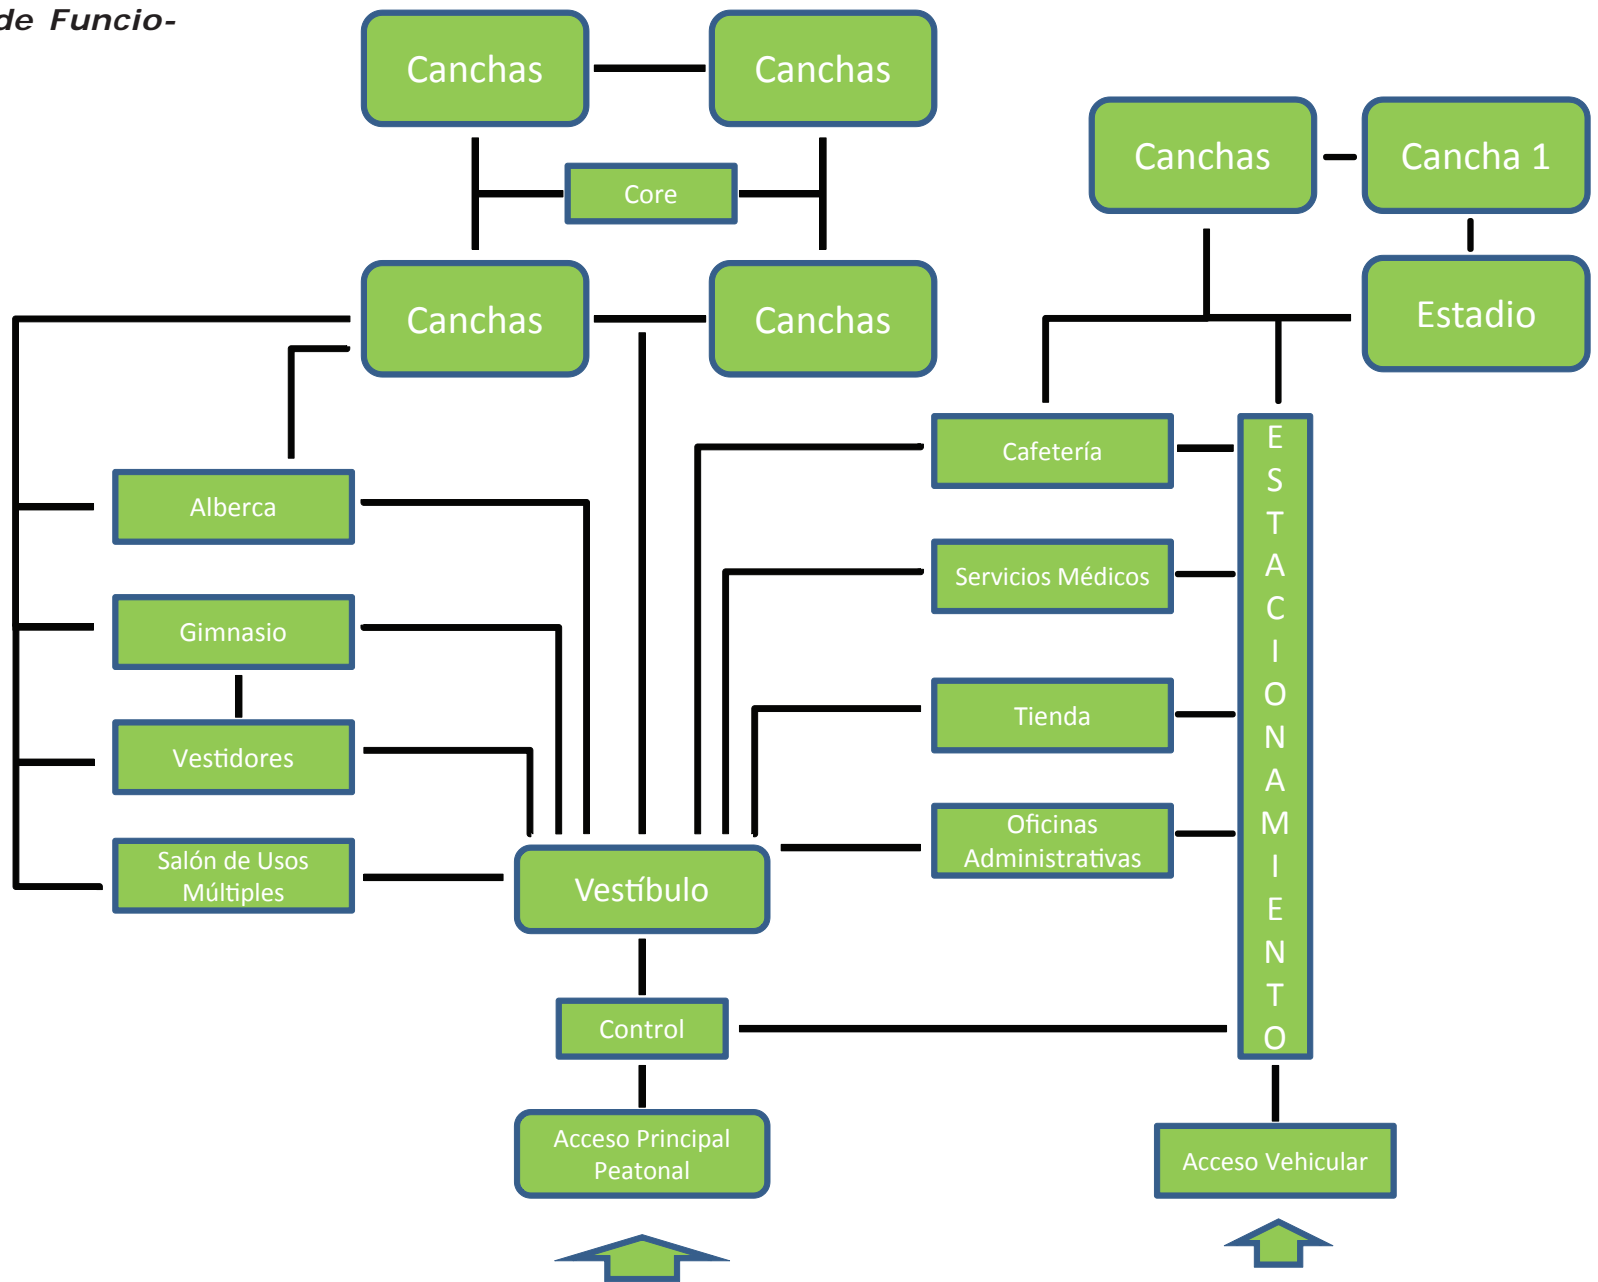 de Funcio-
Canchas
Canchas
Canchas
Cancha 1
Core
Canchas
Canchas
Estadio
Cafetería
Alberca
Servicios Médicos
Gimnasio
Tienda
Vestidores
Oficinas
Administrativas
Salón de Usos
Múltiples
Vestíbulo
E
S
T
A
C
I
O
N
A
M
I
E
N
T
O
Control
Acceso Principal
Peatonal
Acceso Vehicular